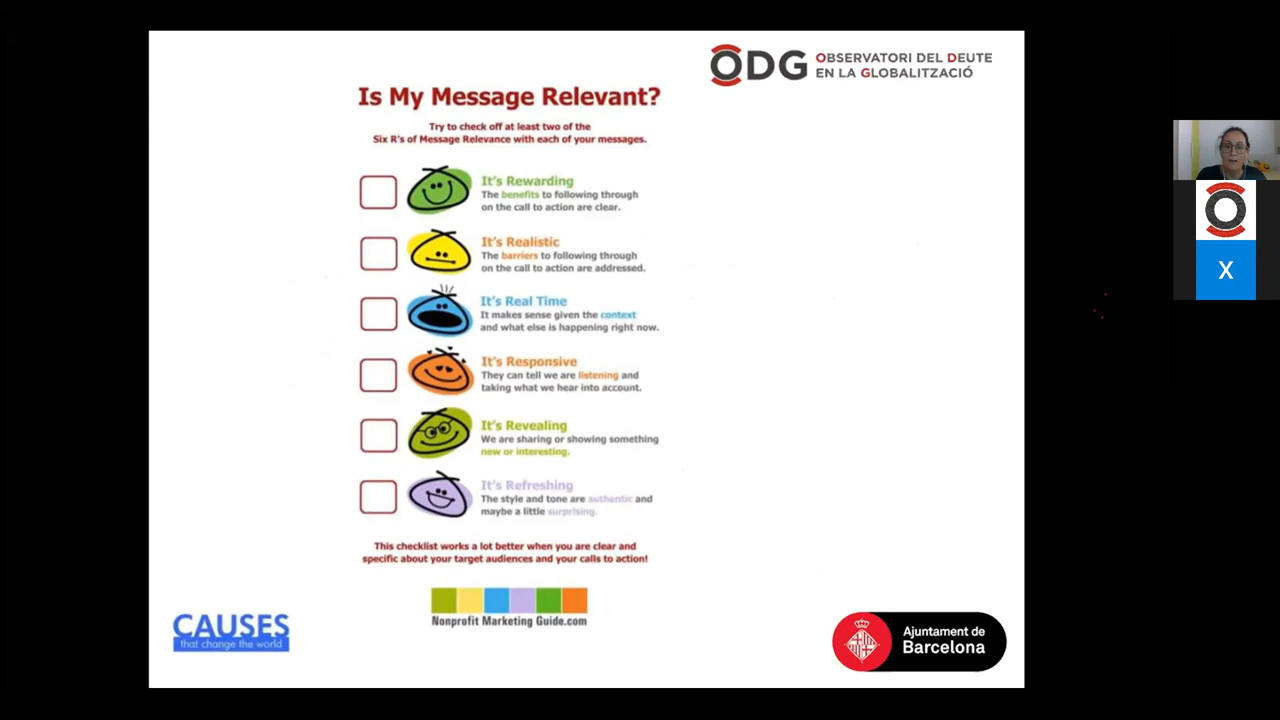 ODG OBSERVATORI DEL DEUTE
EN LA GLOBALITZACIÓ
Is My Message Relevant?
Try to check off at least two of the
Six R's of Message Relevance with each of your messages.
It's Rewarding
The benefits to following through
on the call to action are clear.
It's Realistic
The barriers to following through
on the call to action are addressed.
It's Real Time
It makes sense given the context
and what else is happening right now.
It's Responsive
They can tell we are listening and
taking what we hear into account.
It's Revealing
We are sharing or showing something
new or interesting.
It's Refreshing
The style and tone are authentic and
maybe a little surprising.
This checklist works a lot better when you are clear and
specific about your target audiences and your calls to action!
Nonprofit Marketing Guide.com
CAUSES
that change the world
Ajuntament de
Barcelona
X